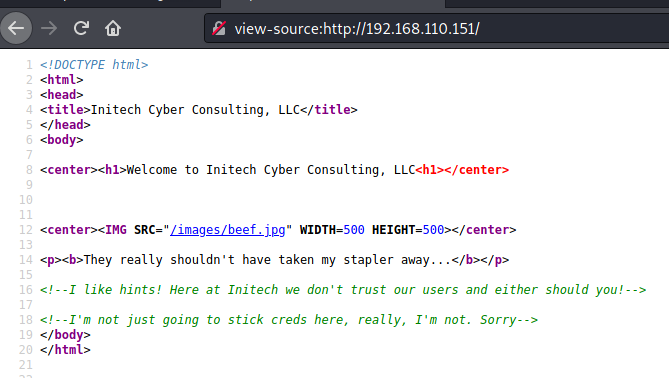 view-source:http://192.168.110.151/
1 <!DOCTYPE html>
2 <html>
3 <head>
4 <title>Initech Cyber Consulting, LLC</title>
5 </head>
6 <body>
7
8 <center><h1>Welcome to Initech Cyber Consulting, LLC<h1></center>
9
10
11
12 <center><IMG SRC="/images/beef.jpg" WIDTH=500 HEIGHT=500></center>
13
14 <p><b>They really shouldn't have taken my stapler away...</b></p>
15
16 <!--I like hints! Here at Initech we don't trust our users and either should you!-->
17
18 <!--I'm not just going to stick creds here, really, I'm not. Sorry-->
19 </body>
20 </html>
21